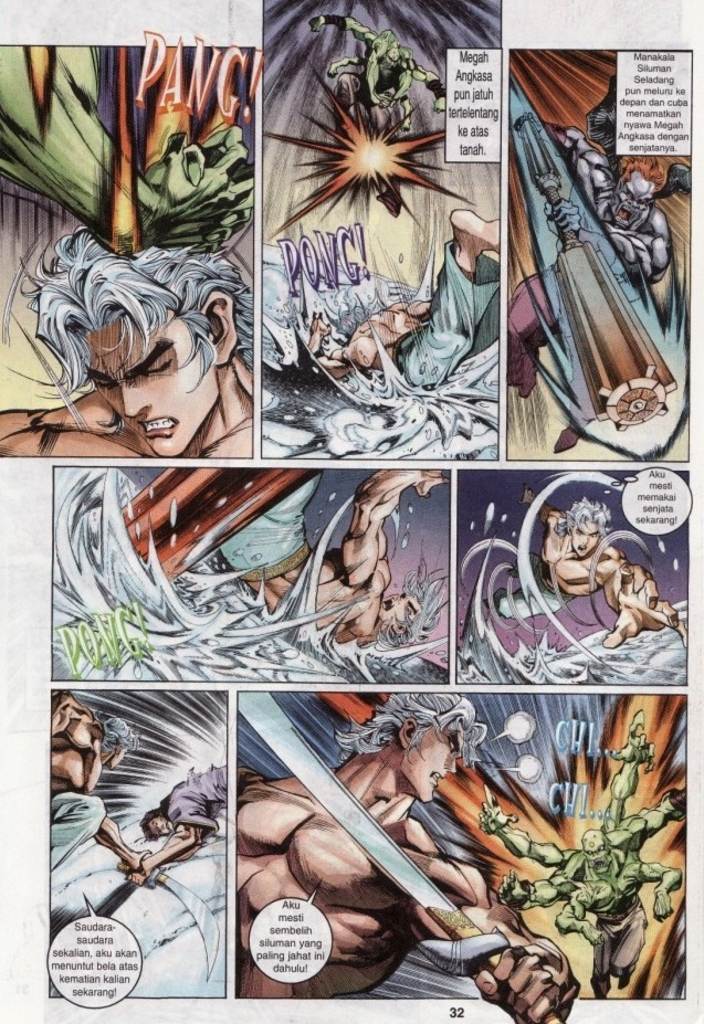 PANG!
Megah
Angkasa
pun jatuh
tertelentang
ke atas
tanah.
PONG!
Manakala
Siluman
Seladang
pun meluru ke
depan dan cuba
menamatkan
nyawa Megah
Angkasa dengan
senjatanya.
PONG!
Aku
mesti
memakai
senjata
sekarang!
Saudara-
saudara
sekalian, aku akan
menuntut bela atas
kematian kalian
sekarang!
Aku
mesti
sembelih
siluman yang
paling jahat ini
dahulu!
CHI...
CHI...
32